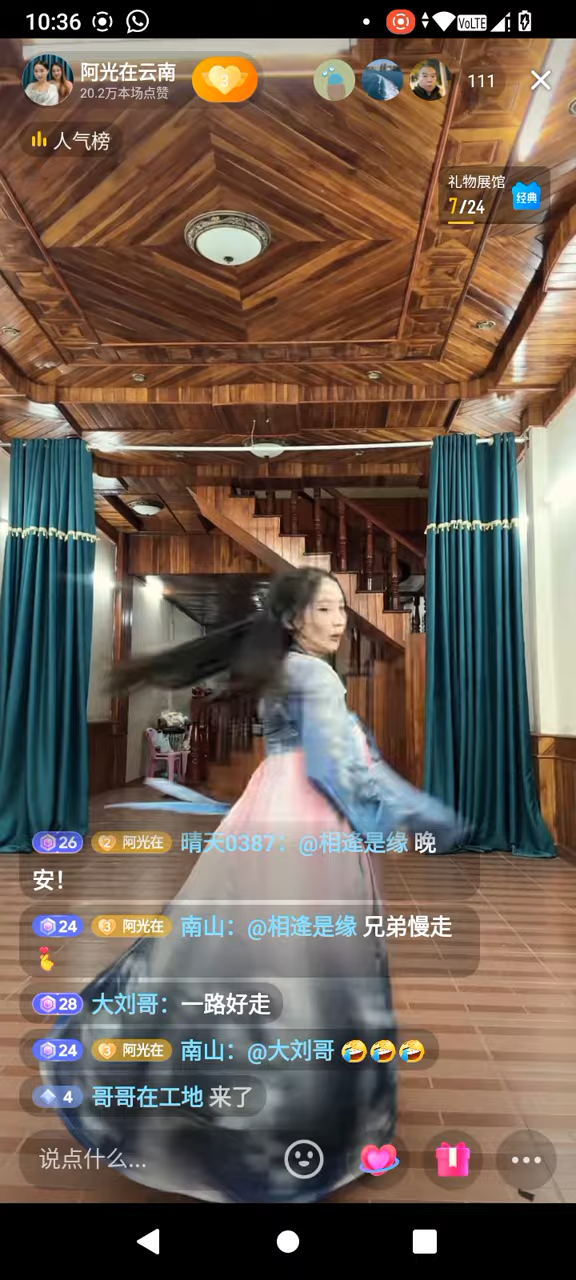 10:36 VoLTE
阿光在云南
20.2万本场点赞
3
111
人气榜
礼物展馆
7/24
经典
26 2 阿光在 晴天0387：@相逢是缘 晚
安！
24 3 阿光在 南山：@相逢是缘 兄弟慢走
28 大刘哥：一路好走
24 3 阿光在 南山：@大刘哥 🤣🤣🤣
4 哥哥在工地 来了
说点什么...